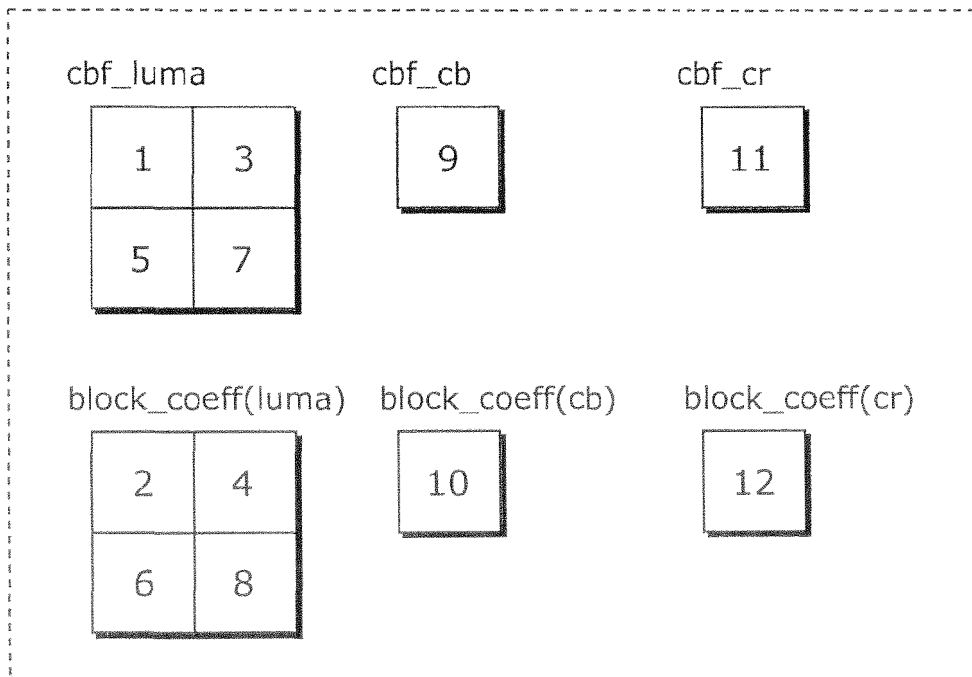 cbf_luma cbf_cb cbf_cr
1 3 9 11
5 7
block_coeff(luma) block_coeff(cb) block_coeff(cr)
2 4 10 12
6 8